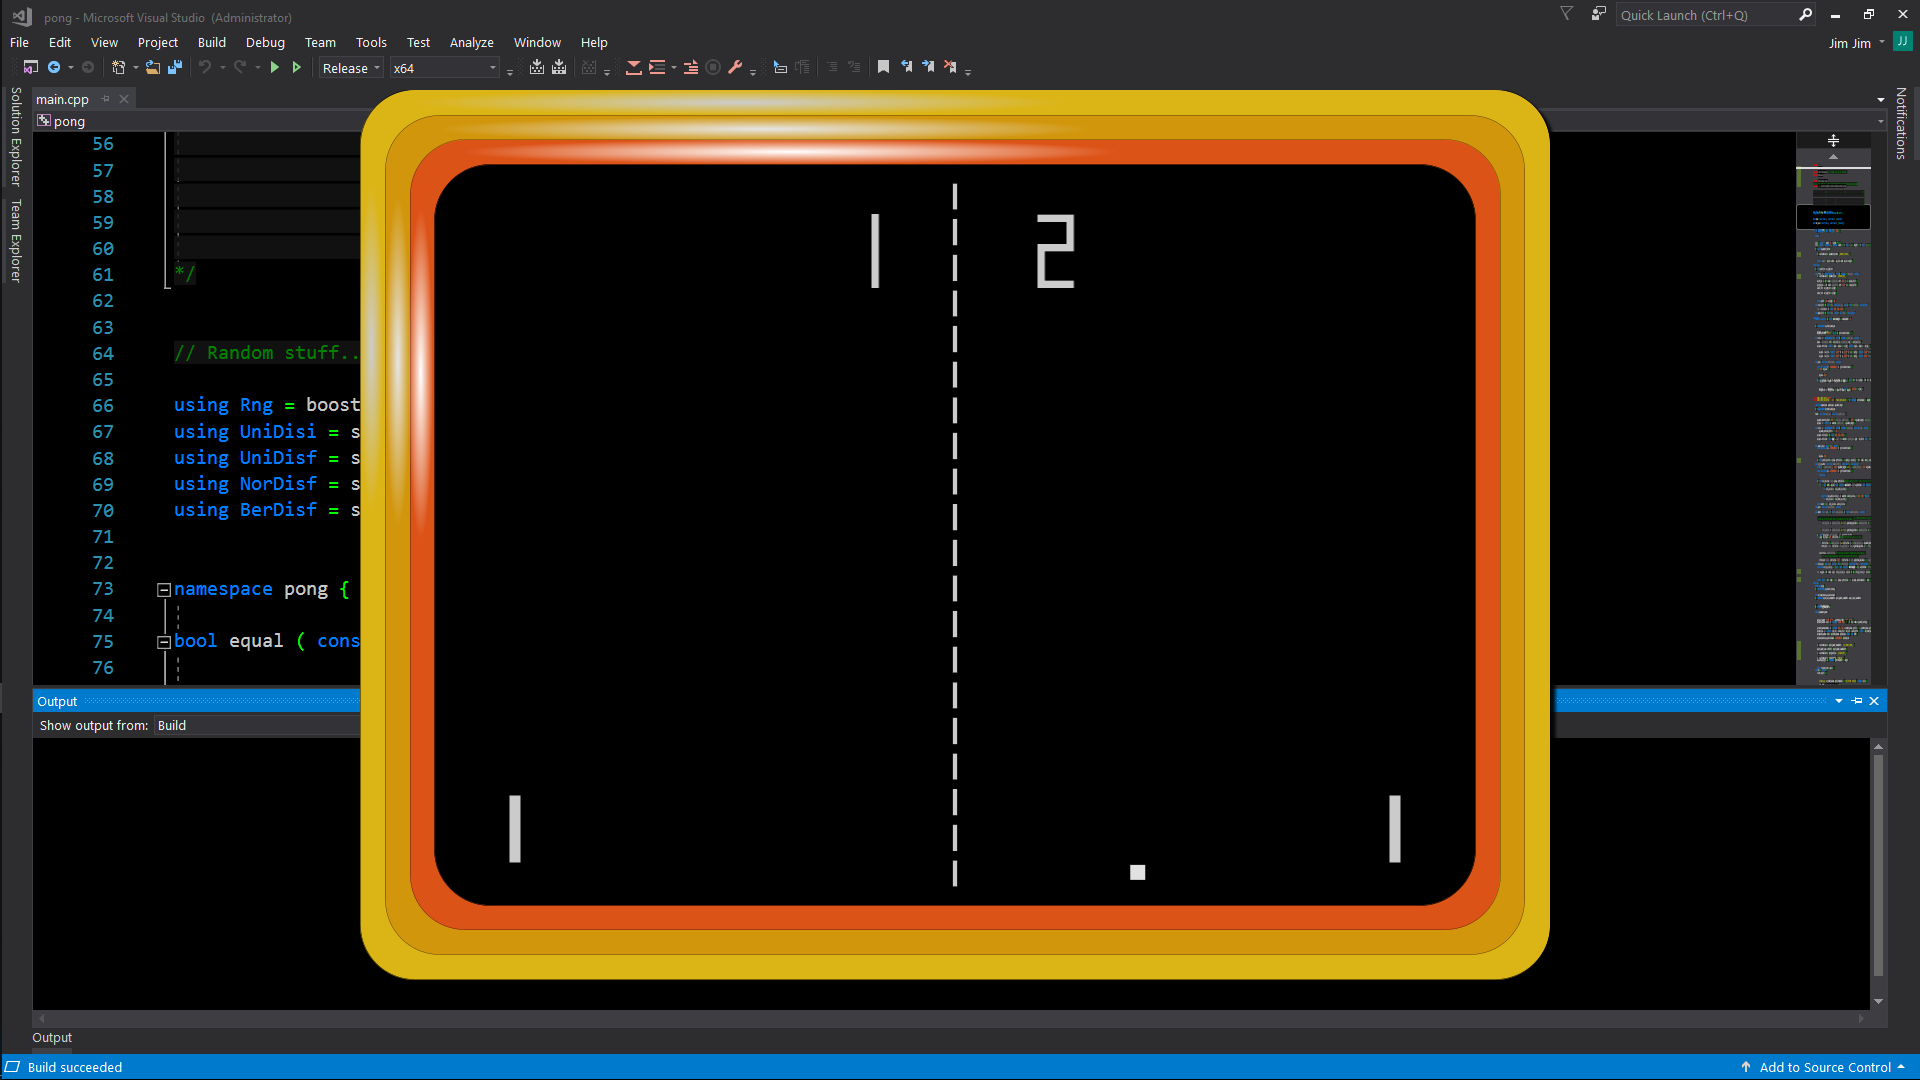 pong - Microsoft Visual Studio (Administrator)
Quick Launch (Ctrl+Q)
File Edit View Project Build Debug Team Tools Test Analyze Window Help
Jim Jim JJ
Release x64
main.cpp
pong
Solution Explorer
Team Explorer
Notifications
56
57
58
59
60
61 */
62
63
64 // Random stuff..
65
66 using Rng = boost
67 using UniDisi = s
68 using UniDisf = s
69 using NorDisf = s
70 using BerDisf = s
71
72
73 namespace pong {
74
75 bool equal ( cons
76
1 2
Output
Show output from: Build
Output
Build succeeded
Add to Source Control